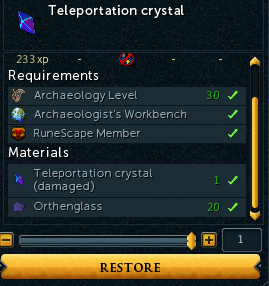 Teleportation crystal
233 xp - - -
Requirements
Archaeology Level 30
Archaeologist's Workbench
RuneScape Member
Materials
Teleportation crystal 1
(damaged)
Orthenglass 20
1
RESTORE